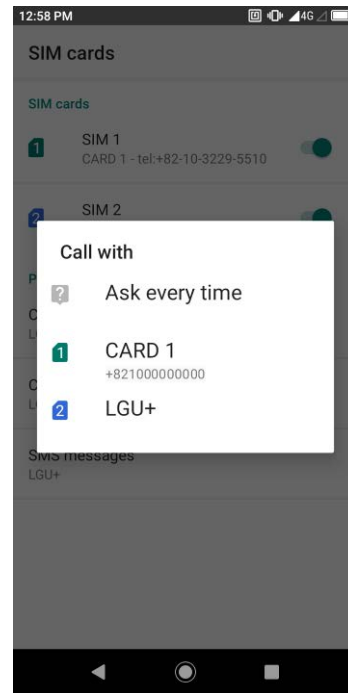 12:58 PM
4G
SIM cards
SIM cards
1
SIM 1
CARD 1 - tel:+82-10-3229-5510
2
SIM 2
Call with
P
? Ask every time
C
L
1
CARD 1
+821000000000
C
L
2
LGU+
SMS messages
LGU+